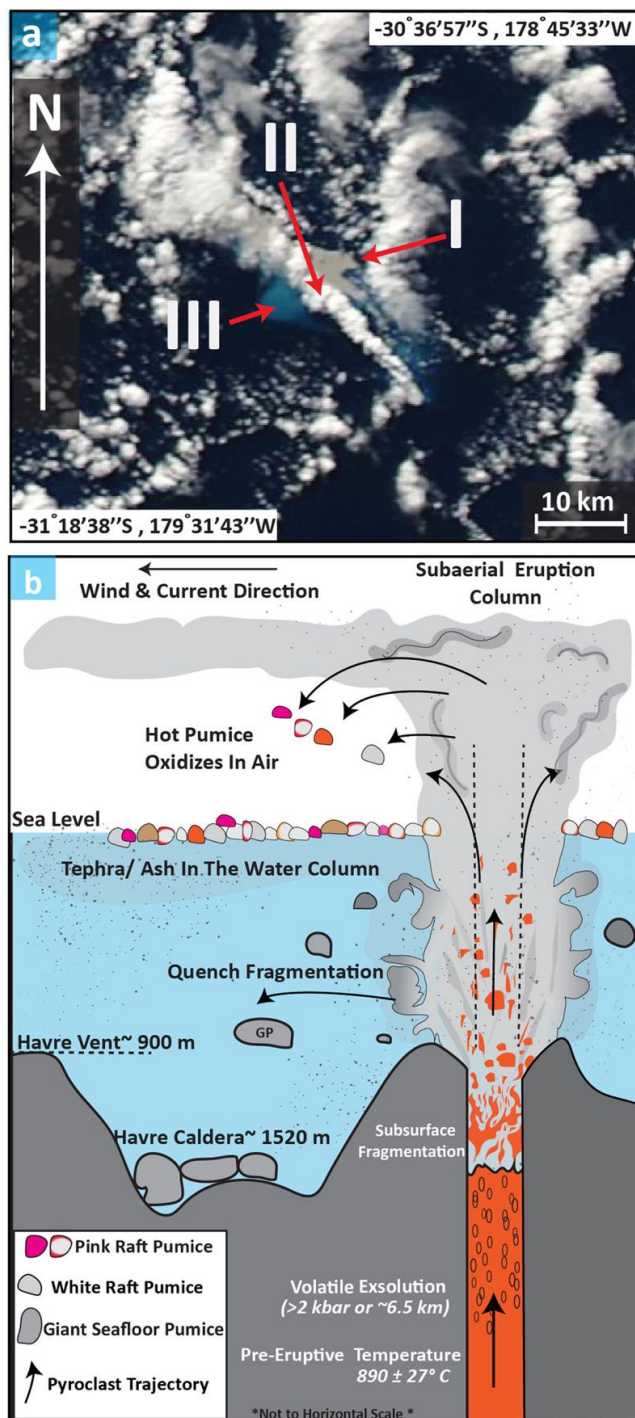 a
-30°36'57''S , 178°45'33''W
N
II
I
III
10 km
-31°18'38''S , 179°31'43''W
b
Wind & Current Direction
Subaerial Eruption
Column
Hot Pumice
Oxidizes In Air
Sea Level
Tephra/ Ash In The Water Column
Quench Fragmentation
GP
Havre Vent~ 900 m
Havre Caldera~ 1520 m
Subsurface
Fragmentation
Pink Raft Pumice
White Raft Pumice
Giant Seafloor Pumice
Pyroclast Trajectory
Volatile Exsolution
(>2 kbar or ~6.5 km)
Pre-Eruptive Temperature
890 ± 27° C
*Not to Horizontal Scale *